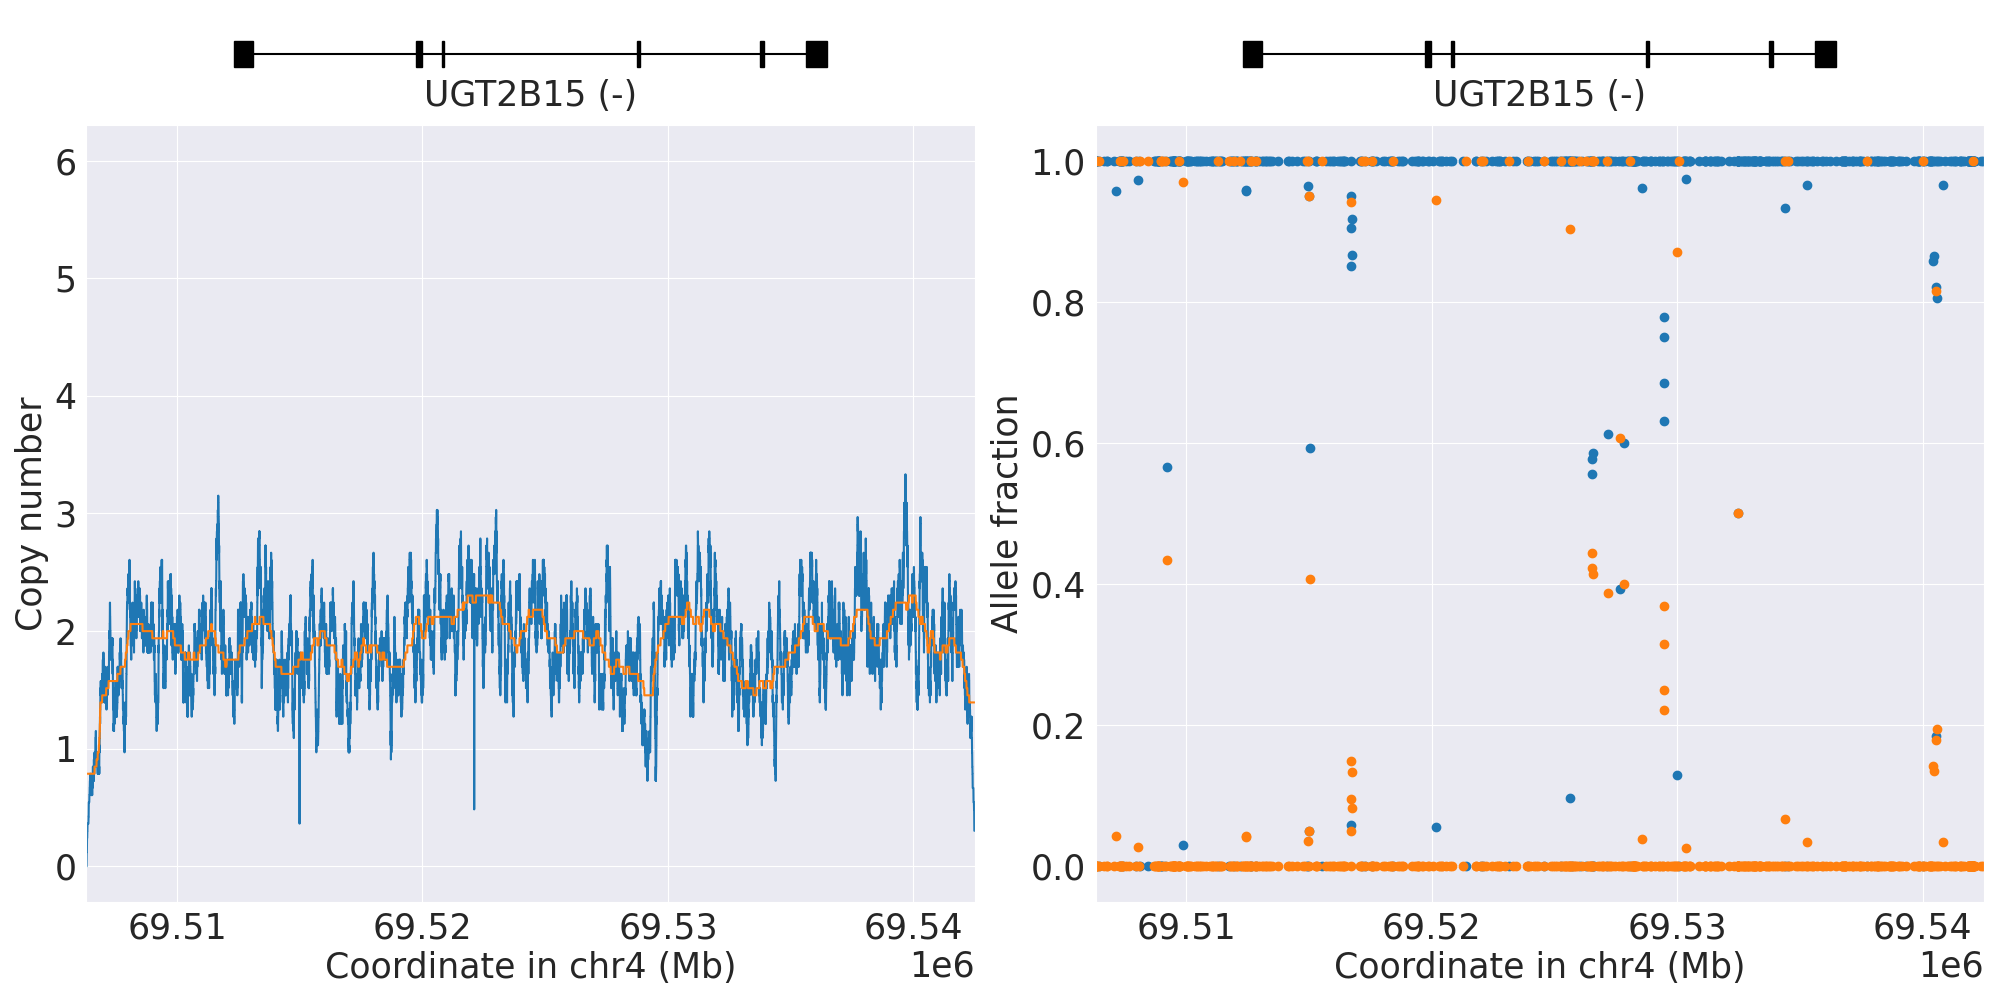 UGT2B15 (-)
6
5
4
3
2
1
0
Copy number
69.51 69.52 69.53 69.54
Coordinate in chr4 (Mb)
1e6
UGT2B15 (-)
1.0
0.8
0.6
0.4
0.2
0.0
Allele fraction
69.51 69.52 69.53 69.54
Coordinate in chr4 (Mb)
1e6